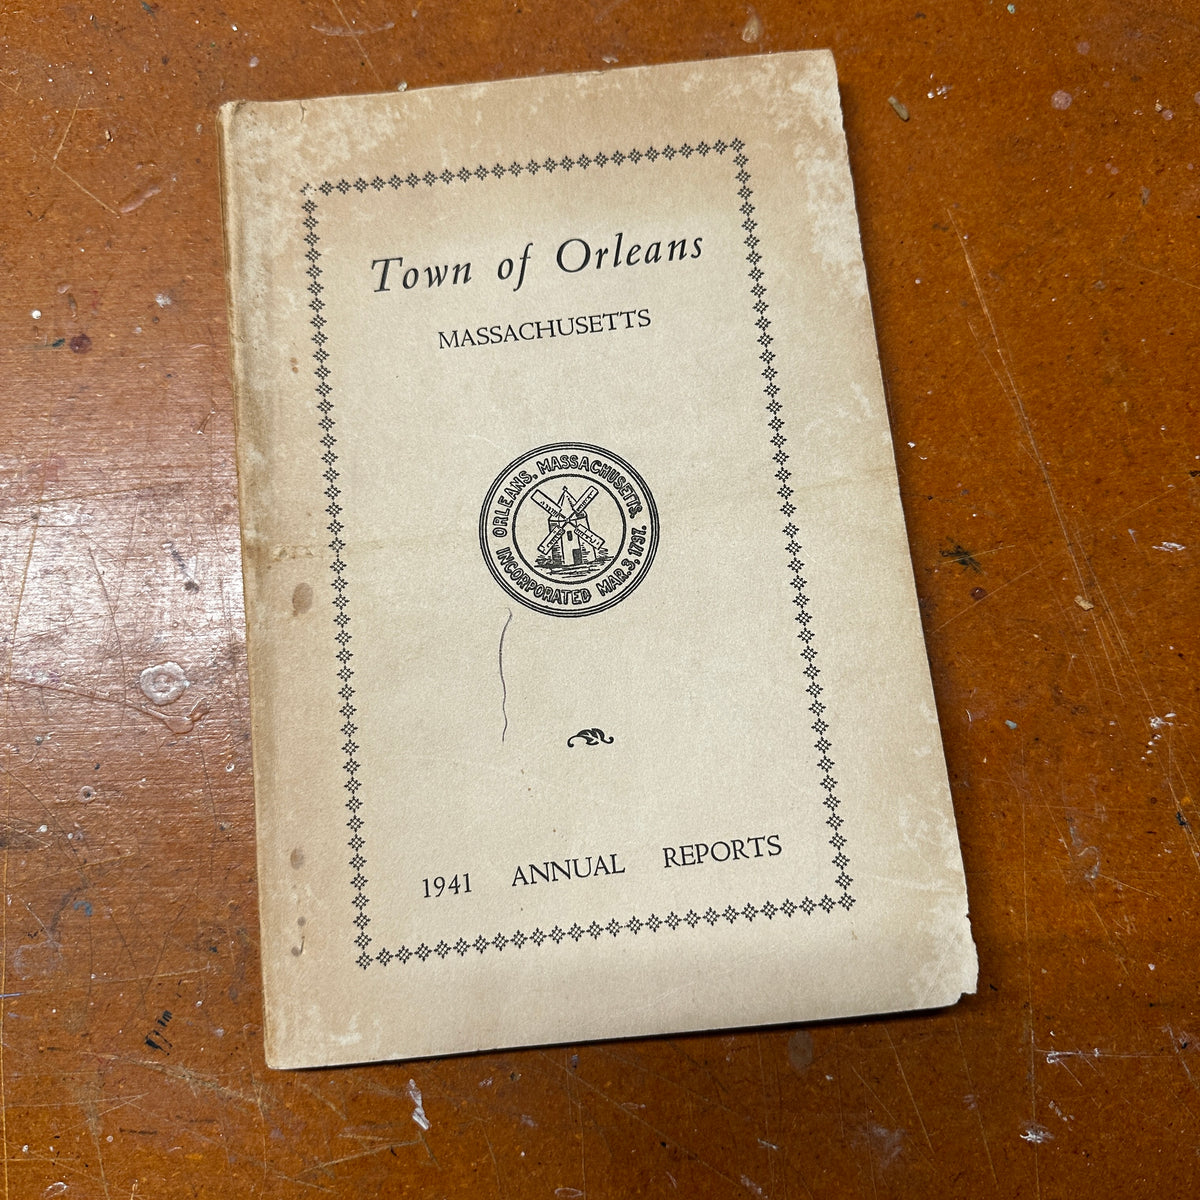 Town of Orleans
MASSACHUSETTS
ORLEANS, MASSACHUSETTS.
INCORPORATED MAR. 3, 1797.
1941 ANNUAL REPORTS